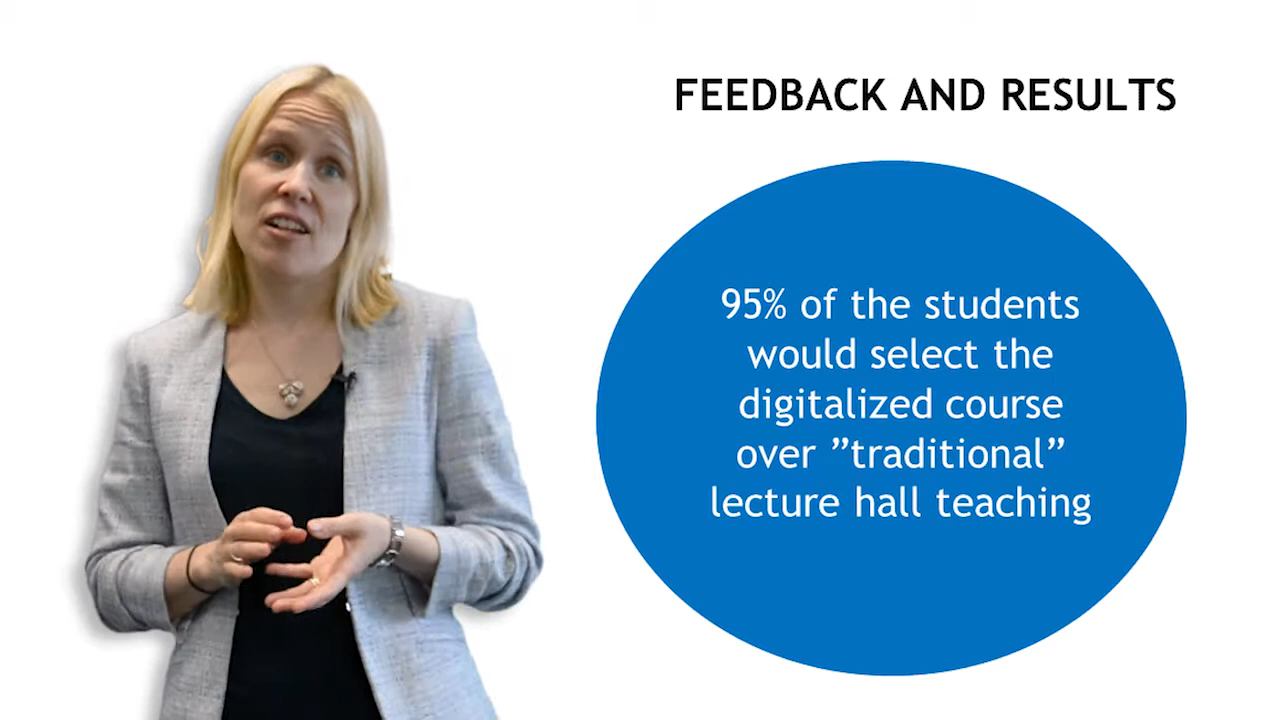 FEEDBACK AND RESULTS
95% of the students
would select the
digitalized course
over ”traditional”
lecture hall teaching